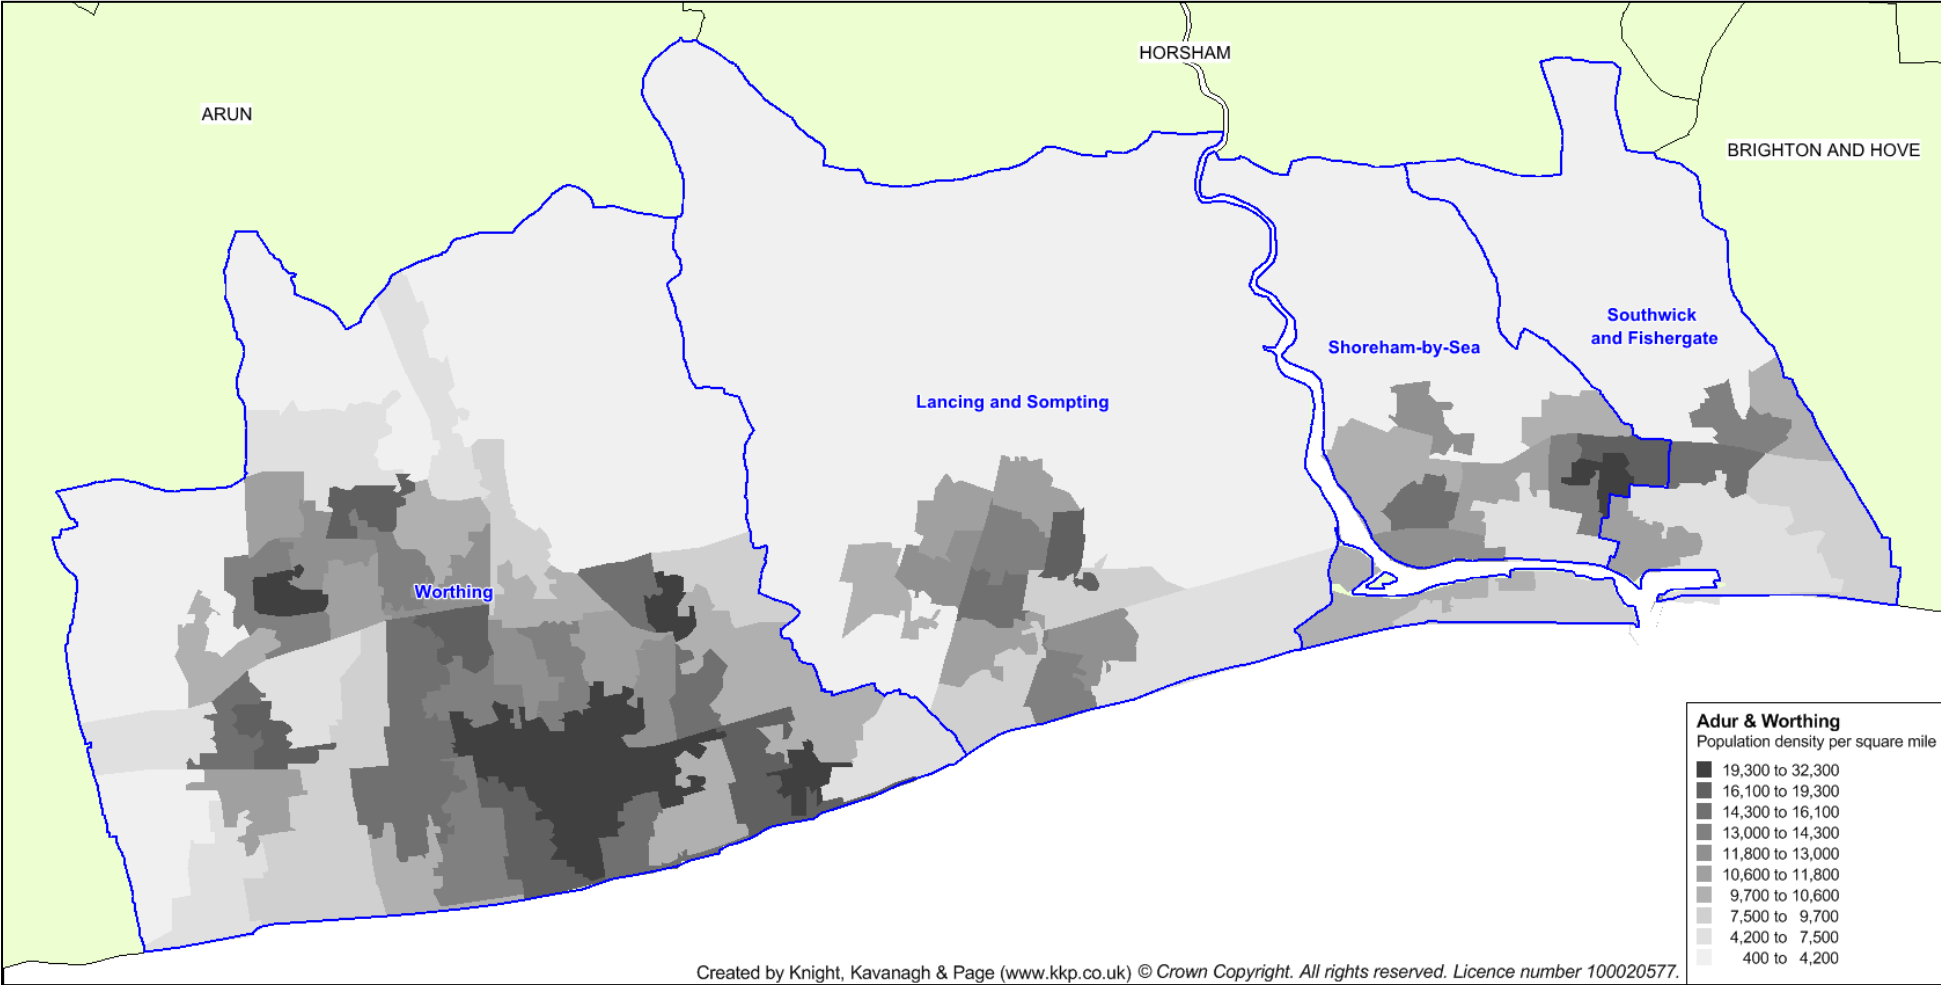 HORSHAM
ARUN
BRIGHTON AND HOVE
Southwick
and Fishergate
Shoreham-by-Sea
Lancing and Sompting
Worthing
Adur & Worthing
Population density per square mile
19,300 to 32,300
16,100 to 19,300
14,300 to 16,100
13,000 to 14,300
11,800 to 13,000
10,600 to 11,800
9,700 to 10,600
7,500 to 9,700
4,200 to 7,500
400 to 4,200
Created by Knight, Kavanagh & Page (www.kkp.co.uk) © Crown Copyright. All rights reserved. Licence number 100020577.